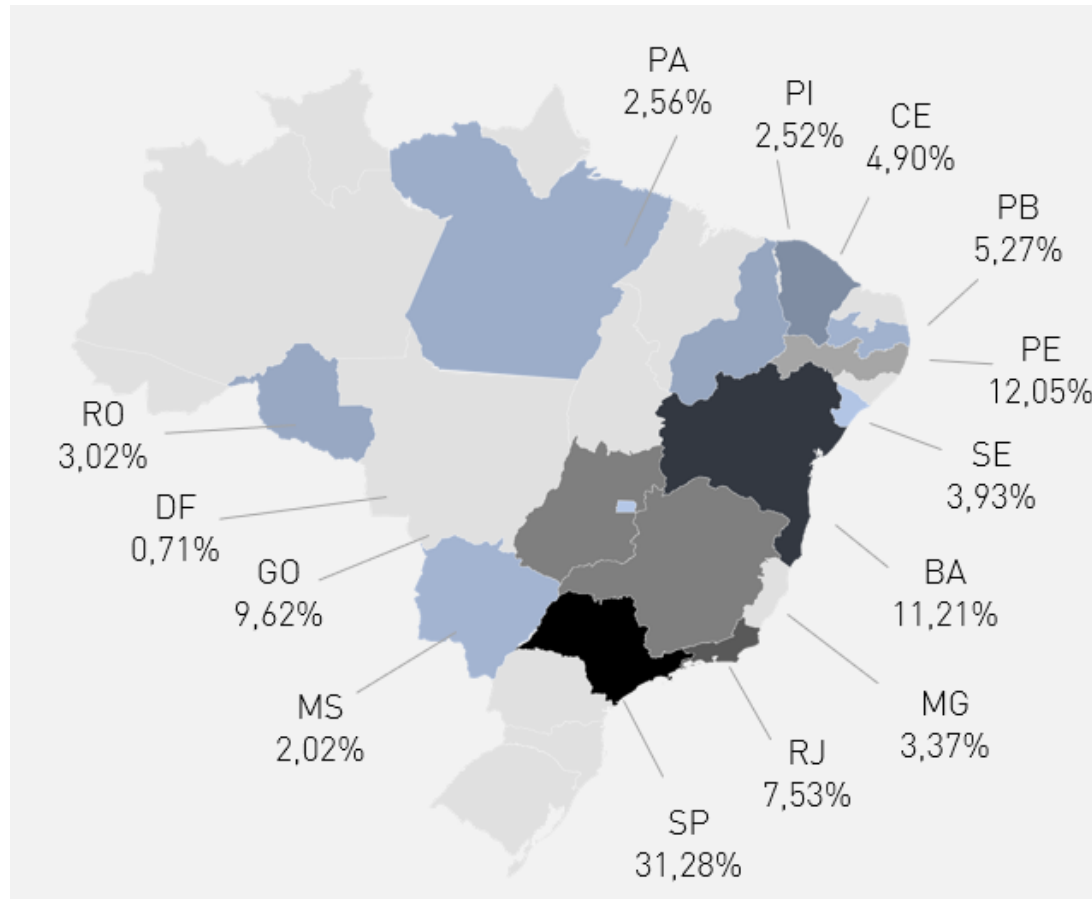 PA
2,56%
PI
2,52%
CE
4,90%
PB
5,27%
PE
12,05%
RO
3,02%
SE
3,93%
DF
0,71%
GO
9,62%
BA
11,21%
MS
2,02%
MG
3,37%
RJ
7,53%
SP
31,28%